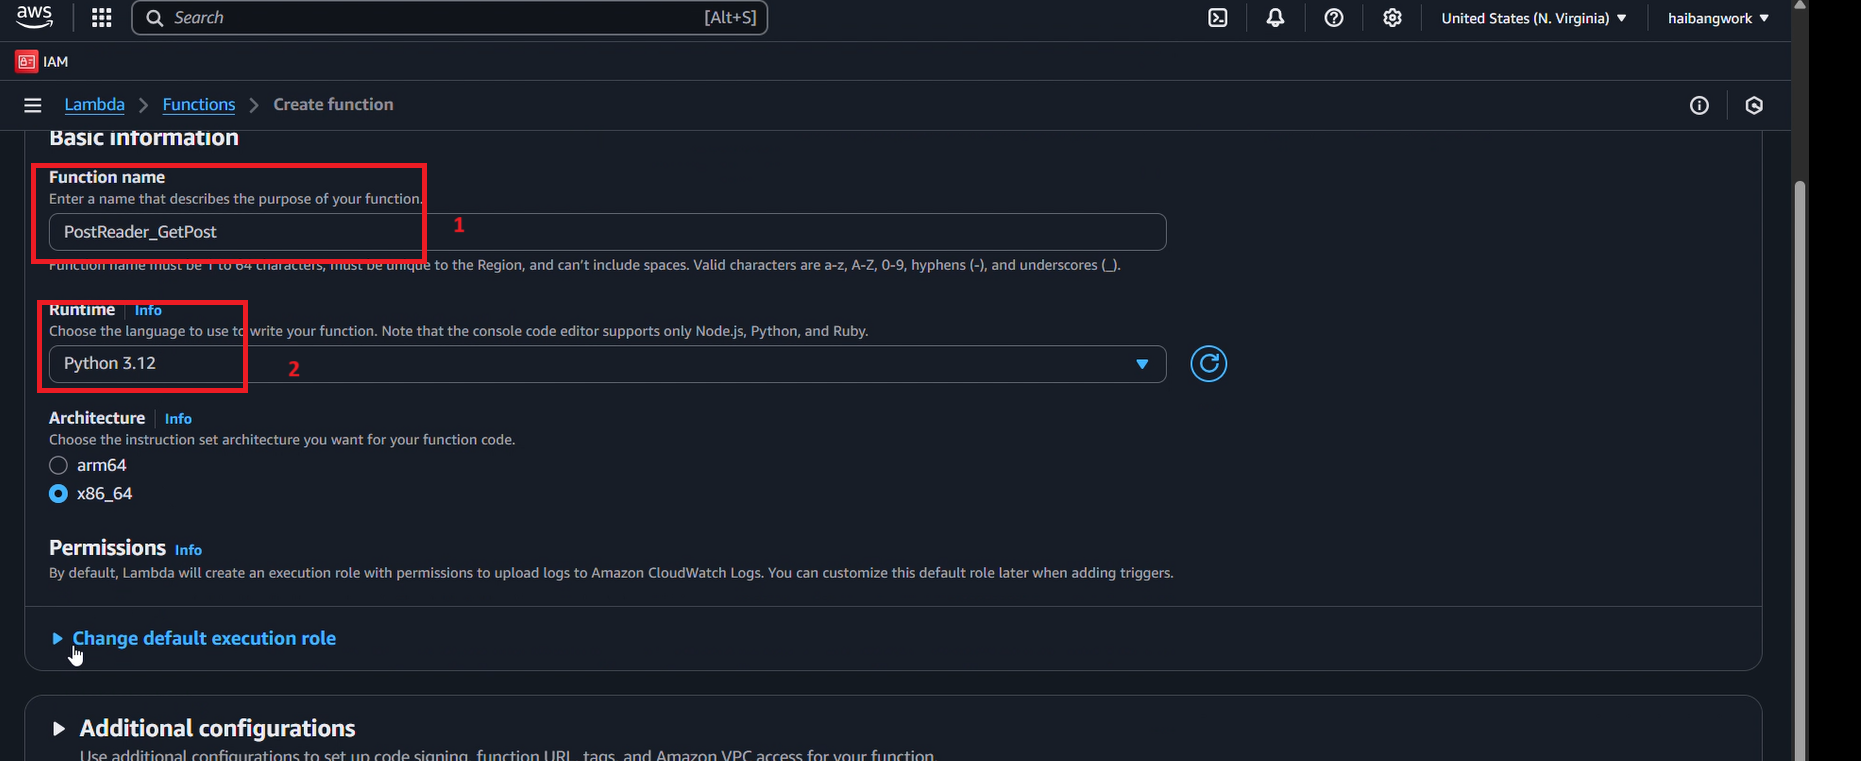 aws
Search [Alt+S]
United States (N. Virginia) haibangwork
IAM
Lambda Functions Create function
Basic information
Function name
Enter a name that describes the purpose of your function.
PostReader_GetPost
1
Function name must be 1 to 64 characters, must be unique to the Region, and can't include spaces. Valid characters are a-z, A-Z, 0-9, hyphens (-), and underscores (_).
Runtime Info
Choose the language to use to write your function. Note that the console code editor supports only Node.js, Python, and Ruby.
Python 3.12
2
Architecture Info
Choose the instruction set architecture you want for your function code.
arm64
x86_64
Permissions Info
By default, Lambda will create an execution role with permissions to upload logs to Amazon CloudWatch Logs. You can customize this default role later when adding triggers.
Change default execution role
Additional configurations
Use additional configurations to set up code signing, function URL, tags, and Amazon VPC access for your function.